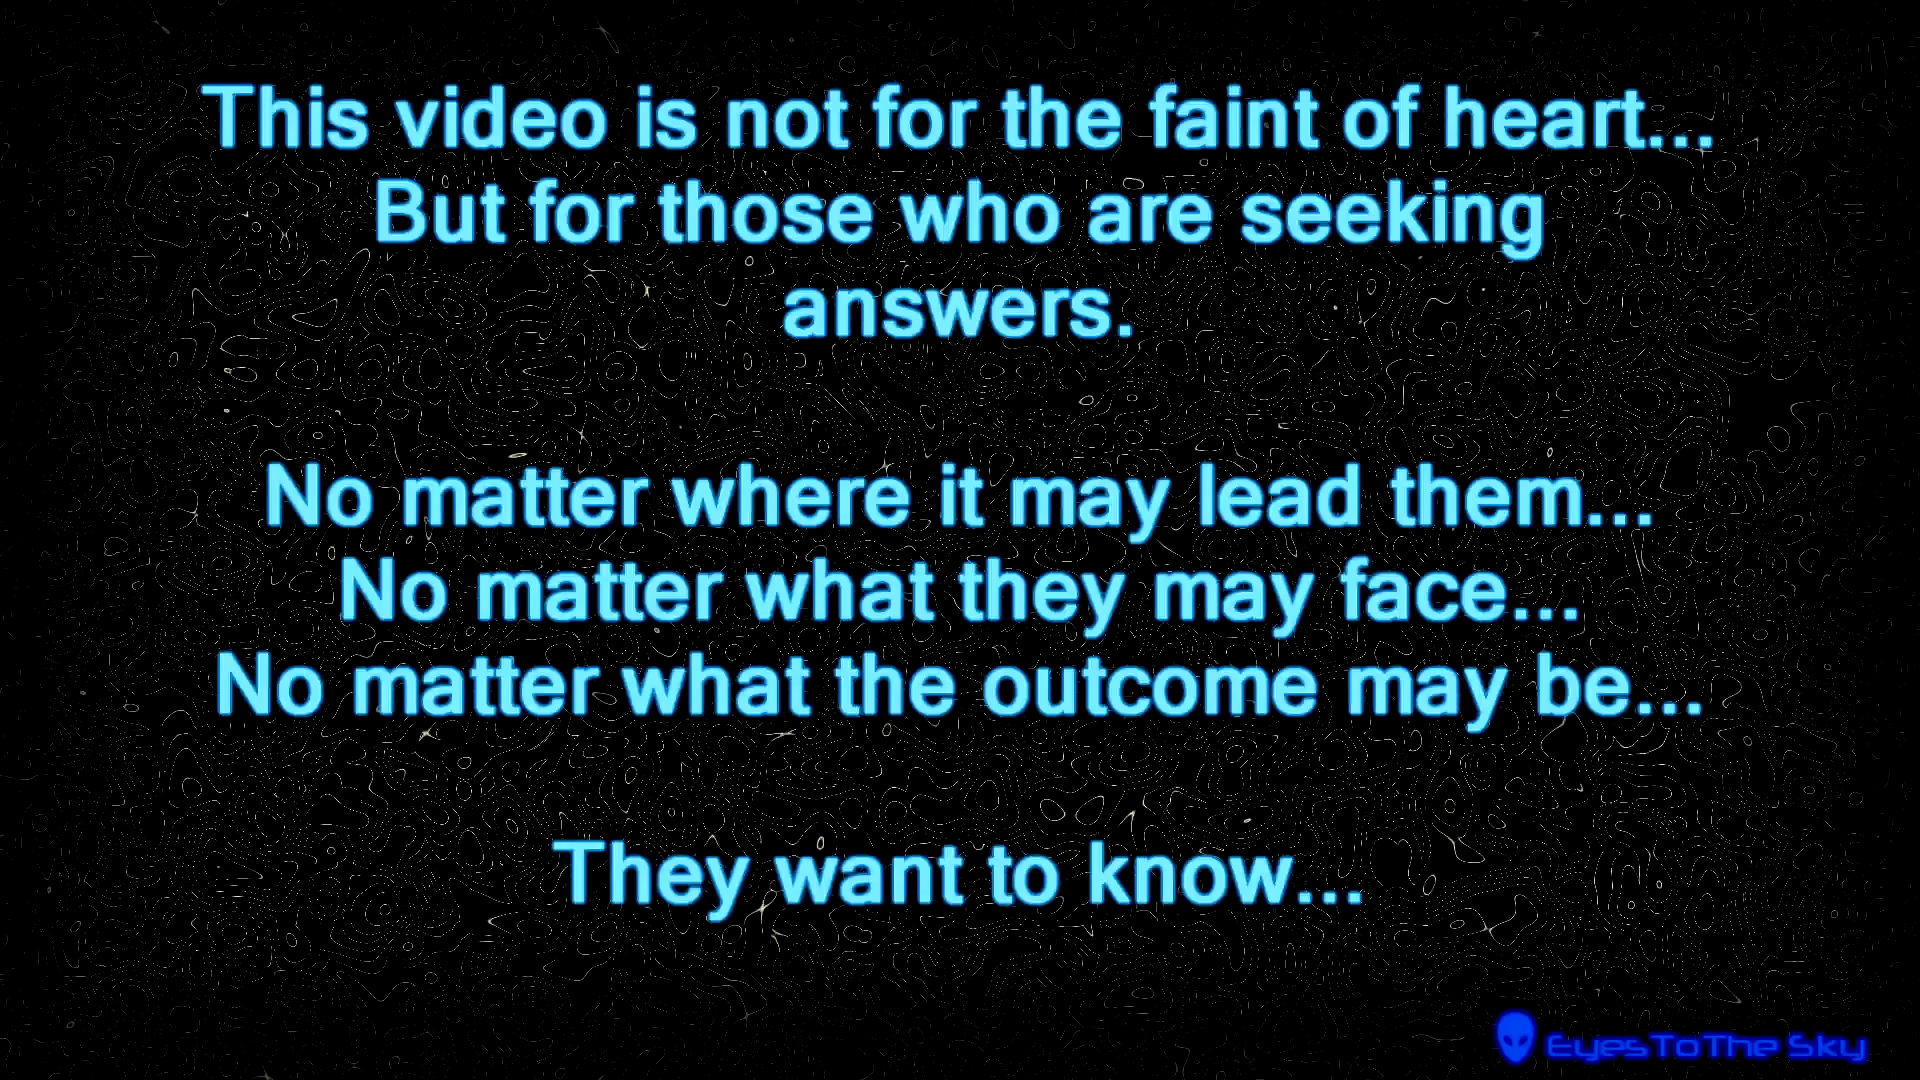 This video is not for the faint of heart...
But for those who are seeking
answers.
No matter where it may lead them...
No matter what they may face...
No matter what the outcome may be...
They want to know...
EyesToThe Sky